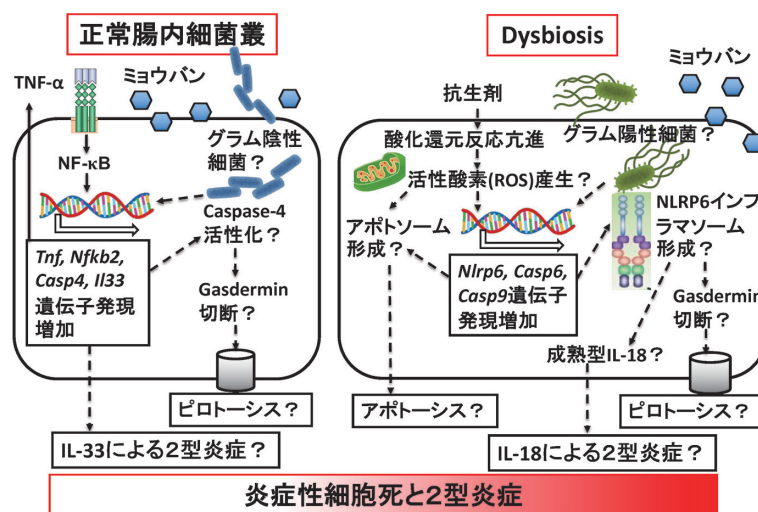 正常腸内細菌叢
TNF-α
ミョウバン
グラム陰性
細菌？
NF-κB
Caspase-4
活性化？
Tnf, Nfkb2,
Casp4, Il33
遺伝子発現
増加
Gasdermin
切断？
ピロトーシス？
IL-33による２型炎症？
Dysbiosis
ミョウバン
抗生剤
グラム陽性細菌？
酸化還元反応亢進
活性酸素(ROS)産生？
NLRP6インフ
ラマソーム
形成？
アポトソーム
形成？
Nlrp6, Casp6,
Casp9遺伝子
発現増加
Gasdermin
切断？
成熟型IL-18？
アポトーシス？
ピロトーシス？
IL-18による２型炎症？
炎症性細胞死と２型炎症